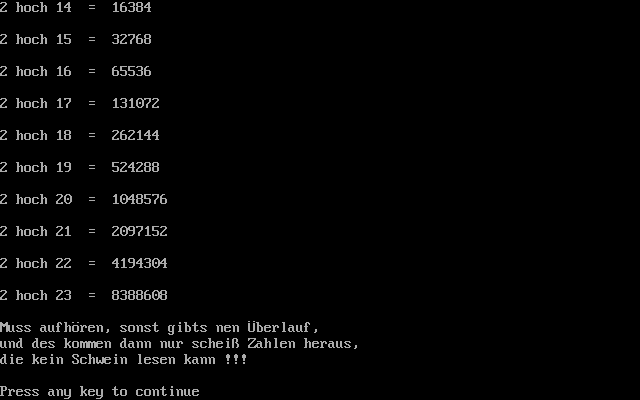 2 hoch 14  =  16384
2 hoch 15  =  32768
2 hoch 16  =  65536
2 hoch 17  =  131072
2 hoch 18  =  262144
2 hoch 19  =  524288
2 hoch 20  =  1048576
2 hoch 21  =  2097152
2 hoch 22  =  4194304
2 hoch 23  =  8388608
Muss aufhören, sonst gibts nen Überlauf,
und des kommen dann nur scheiß Zahlen heraus,
die kein Schwein lesen kann !!!
Press any key to continue